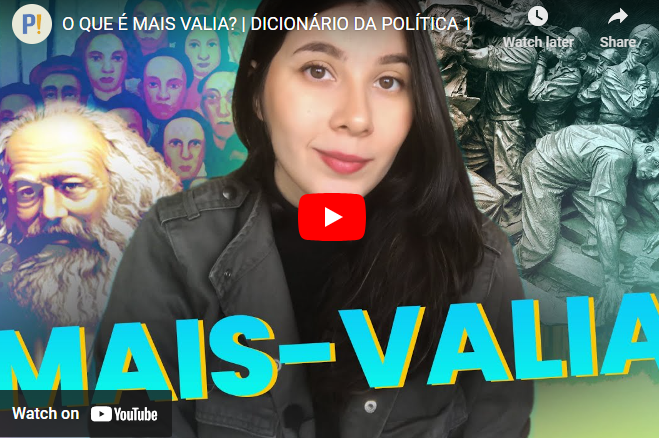 P!
O QUE É MAIS VALIA? | DICIONÁRIO DA POLÍTICA 1
Watch later
Share
MAIS-VALIA
Watch on YouTube